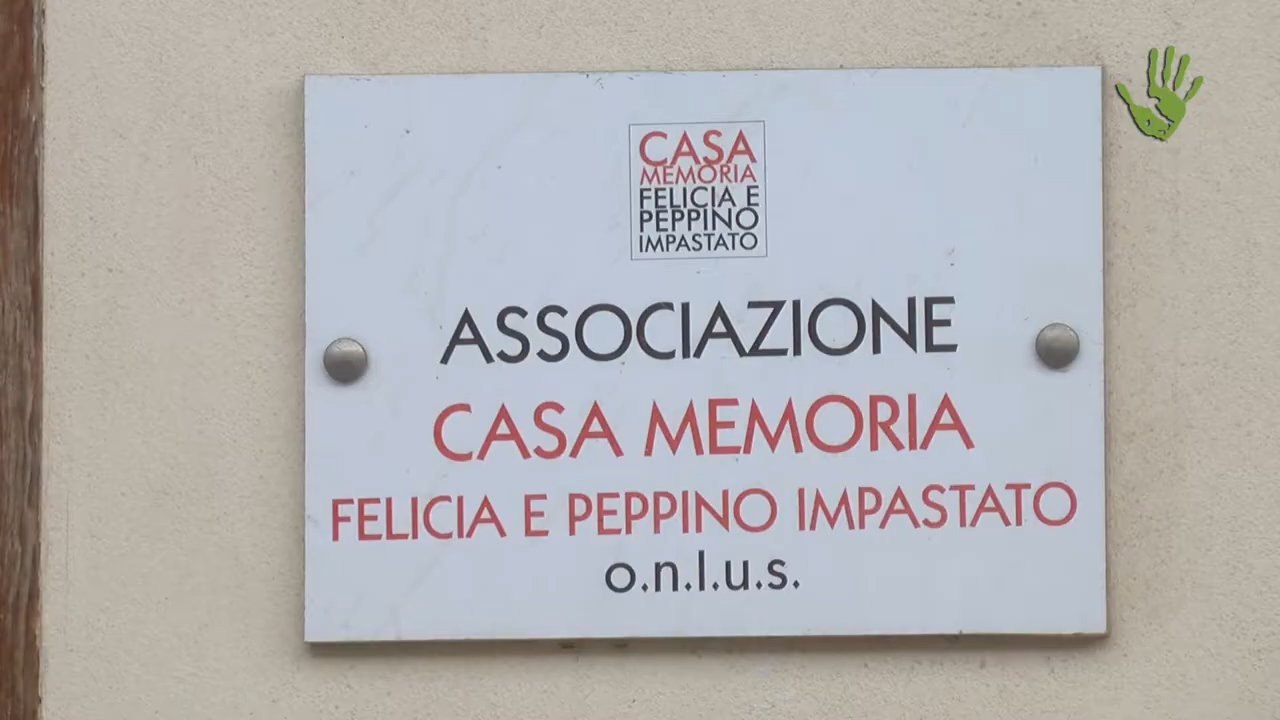 CASA
MEMORIA
FELICIA E
PEPPINO
IMPASTATO
ASSOCIAZIONE
CASA MEMORIA
FELICIA E PEPPINO IMPASTATO
o.n.l.u.s.